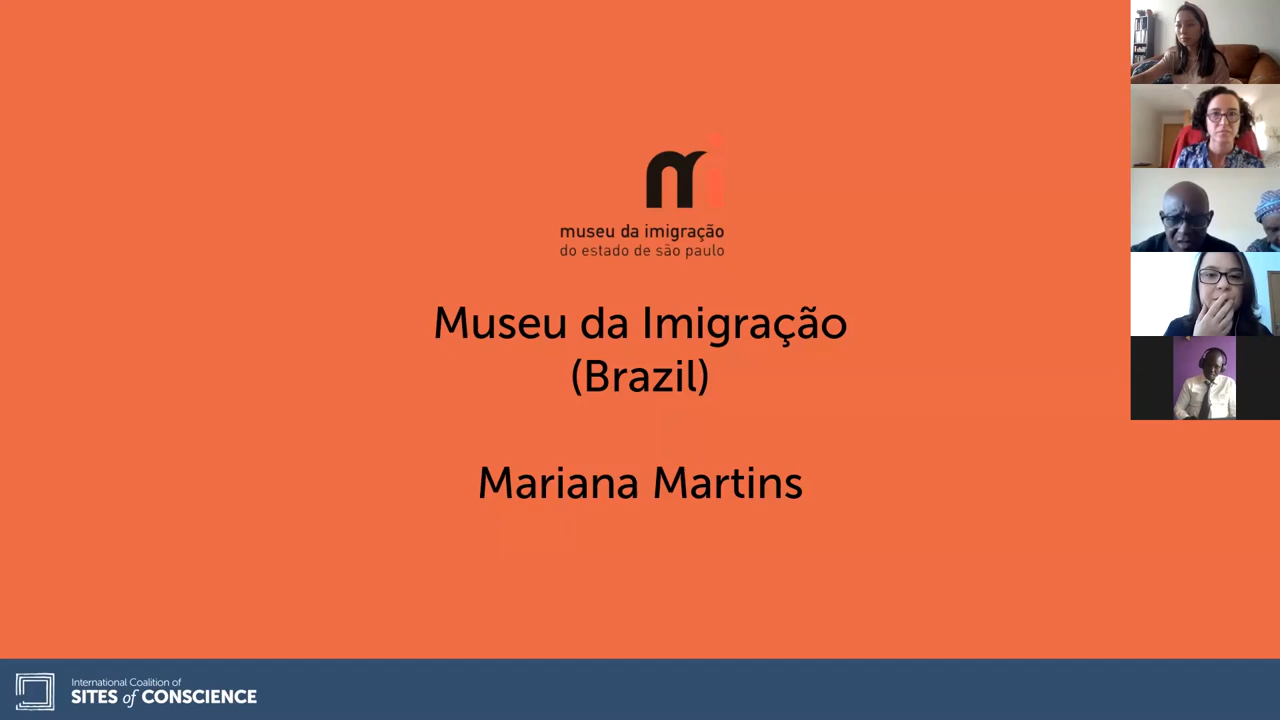 mi
museu da imigração
do estado de são paulo
Museu da Imigração
(Brazil)
Mariana Martins
International Coalition of
SITES of CONSCIENCE